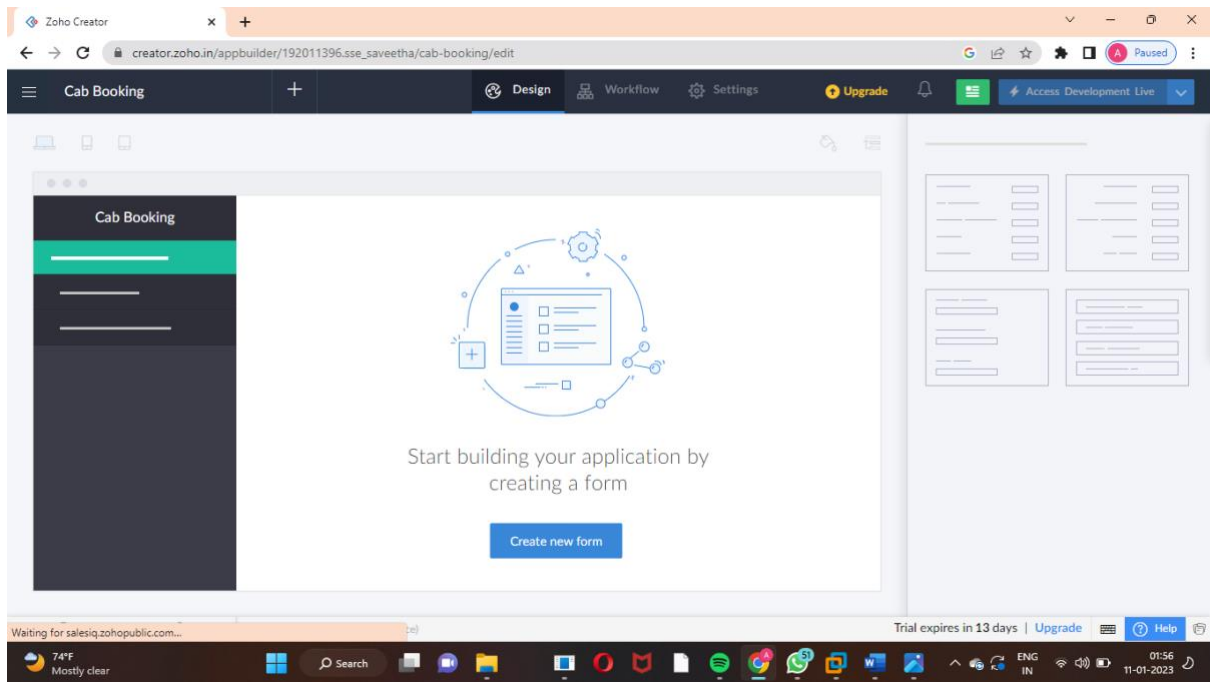 Zoho Creator
creator.zoho.in/appbuilder/192011396.sse_saveetha/cab-booking/edit
A Paused
Cab Booking
Design
Workflow
Settings
Upgrade
Access Development Live
Cab Booking
Start building your application by
creating a form
Create new form
Waiting for salesiq.zohopublic.com...
Trial expires in 13 days | Upgrade
Help
74°F
Mostly clear
Search
51
ENG
IN
01:56
11-01-2023